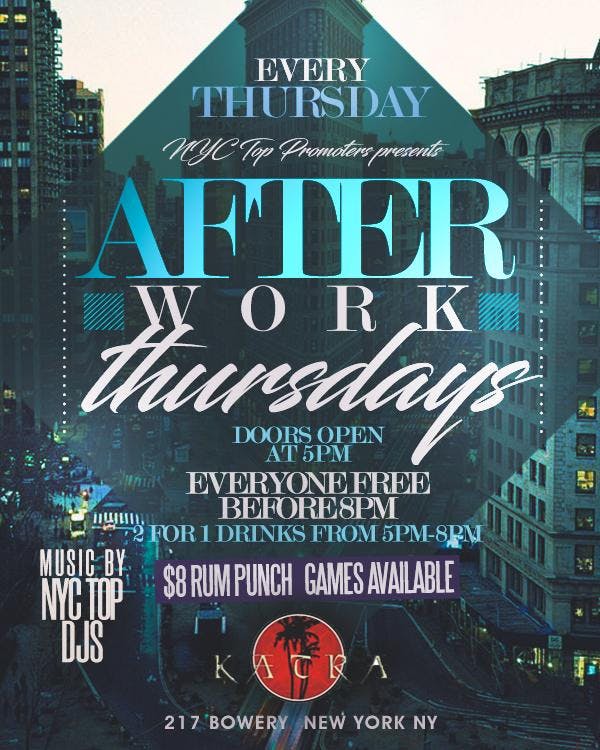 EVERY
THURSDAY
NYC Top Promoters presents
AFTER
WORK
thursdays
DOORS OPEN
AT 5PM
EVERYONE FREE
BEFORE 8PM
2 FOR 1 DRINKS FROM 5PM-8PM
MUSIC BY
NYC TOP
DJS
$8 RUM PUNCH GAMES AVAILABLE
KATRA
217 BOWERY NEW YORK NY